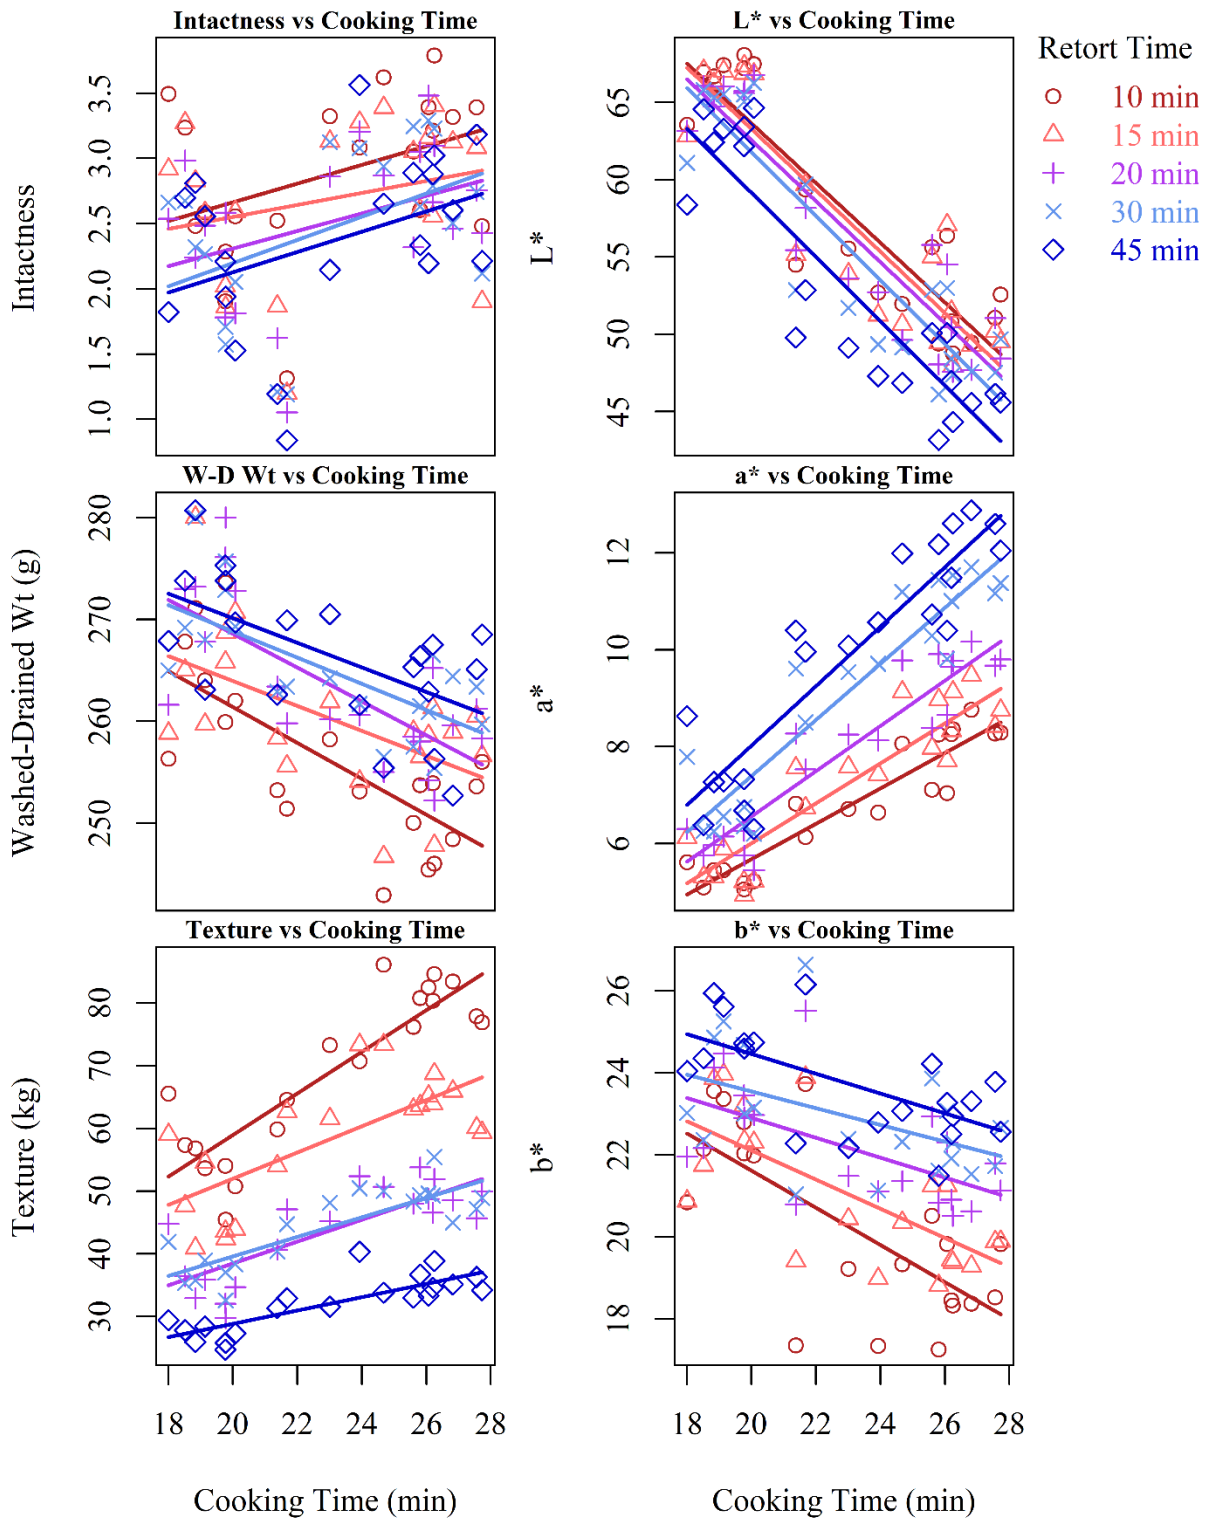 Intactness vs Cooking Time
L* vs Cooking Time
Retort Time
10 min
15 min
20 min
30 min
45 min
Intactness
1.0 1.5 2.0 2.5 3.0 3.5
L*
45 50 55 60 65
W-D Wt vs Cooking Time
a* vs Cooking Time
Washed-Drained Wt (g)
250 260 270 280
a*
6 8 10 12
Texture vs Cooking Time
b* vs Cooking Time
Texture (kg)
30 40 50 60 70 80
b*
18 20 22 24 26
18 20 22 24 26 28
18 20 22 24 26 28
Cooking Time (min)
Cooking Time (min)